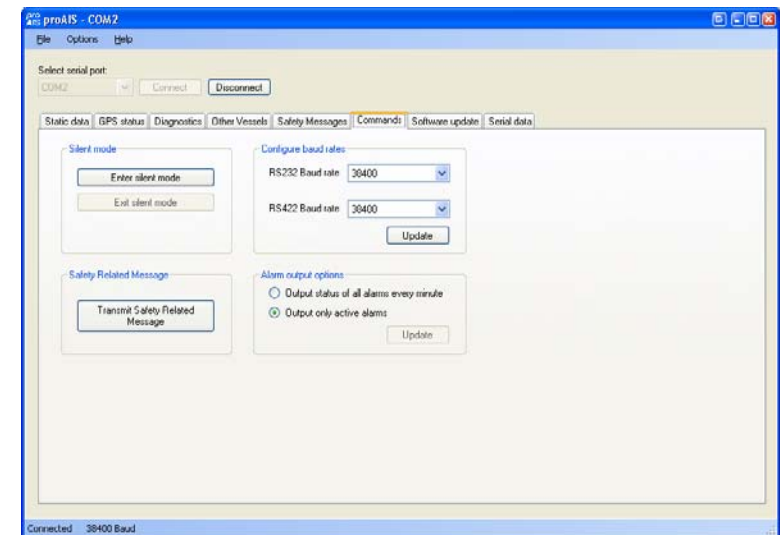 proAIS - COM2
File Options Help
Select serial port:
COM2 Connect Disconnect
Static data GPS status Diagnostics Other Vessels Safety Messages Commands Software update Serial data
Silent mode
Enter silent mode
Exit silent mode
Configure baud rates
RS232 Baud rate 38400
RS422 Baud rate 38400
Update
Safety Related Message
Transmit Safety Related
Message
Alarm output options
Output status of all alarms every minute
Output only active alarms
Update
Connected 38400 Baud